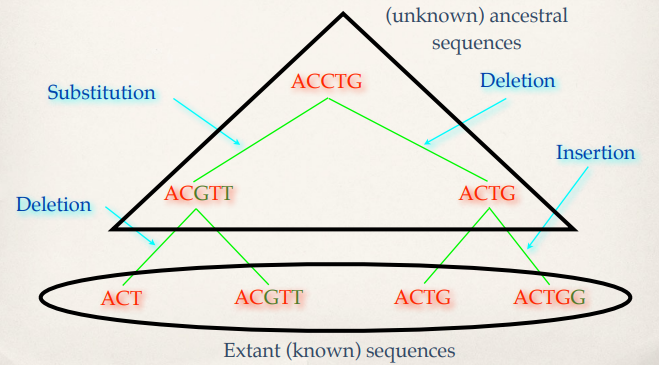 (unknown) ancestral
sequences
ACCTG
Substitution
Deletion
Insertion
Deletion
ACGTT
ACTG
ACT
ACGTT
ACTG
ACTGG
Extant (known) sequences